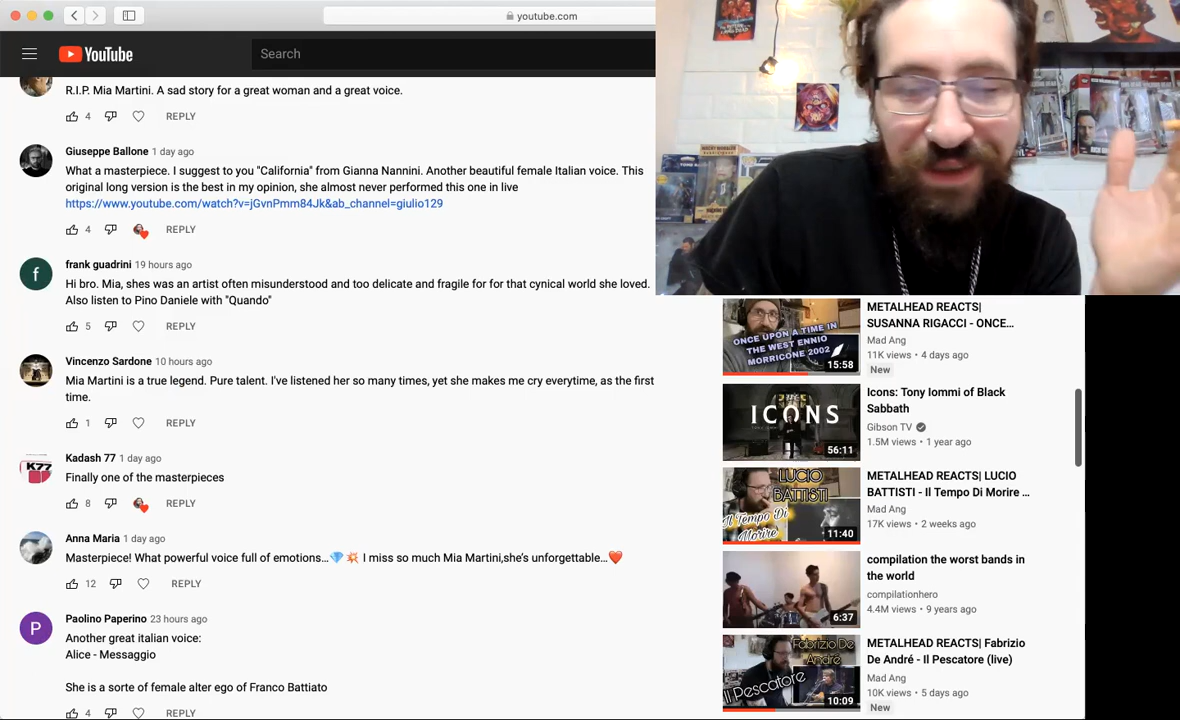 youtube.com
YouTube
Search
R.I.P. Mia Martini. A sad story for a great woman and a great voice.
4 REPLY
Giuseppe Ballone 1 day ago
What a masterpiece. I suggest to you "California" from Gianna Nannini. Another beautiful female Italian voice. This
original long version is the best in my opinion, she almost never performed this one in live
https://www.youtube.com/watch?v=jGvnPmm84Jk&ab_channel=giulio129
4 REPLY
f
frank guadrini 19 hours ago
Hi bro. Mia, shes was an artist often misunderstood and too delicate and fragile for for that cynical world she loved.
Also listen to Pino Daniele with "Quando"
5 REPLY
Vincenzo Sardone 10 hours ago
Mia Martini is a true legend. Pure talent. I've listened her so many times, yet she makes me cry everytime, as the first
time.
1 REPLY
K77
Kadash 77 1 day ago
Finally one of the masterpieces
8 REPLY
Anna Maria 1 day ago
Masterpiece! What powerful voice full of emotions...💎💥 I miss so much Mia Martini,she's unforgettable...❤️
12 REPLY
P
Paolino Paperino 23 hours ago
Another great italian voice:
Alice - Messaggio
She is a sorte of female alter ego of Franco Battiato
4 REPLY
ONCE UPON A TIME IN
THE WEST ENNIO
MORRICONE 2002
15:58
METALHEAD REACTS|
SUSANNA RIGACCI - ONCE...
Mad Ang
11K views • 4 days ago
New
ICONS
56:11
Icons: Tony Iommi of Black
Sabbath
Gibson TV
1.5M views • 1 year ago
LUCIO
BATTISTI
Il Tempo Di
Morire
11:40
METALHEAD REACTS| LUCIO
BATTISTI - Il Tempo Di Morire ...
Mad Ang
17K views • 2 weeks ago
6:37
compilation the worst bands in
the world
compilationhero
4.4M views • 9 years ago
Fabrizio De
André
Il Pescatore
10:09
METALHEAD REACTS| Fabrizio
De André - Il Pescatore (live)
Mad Ang
10K views • 5 days ago
New